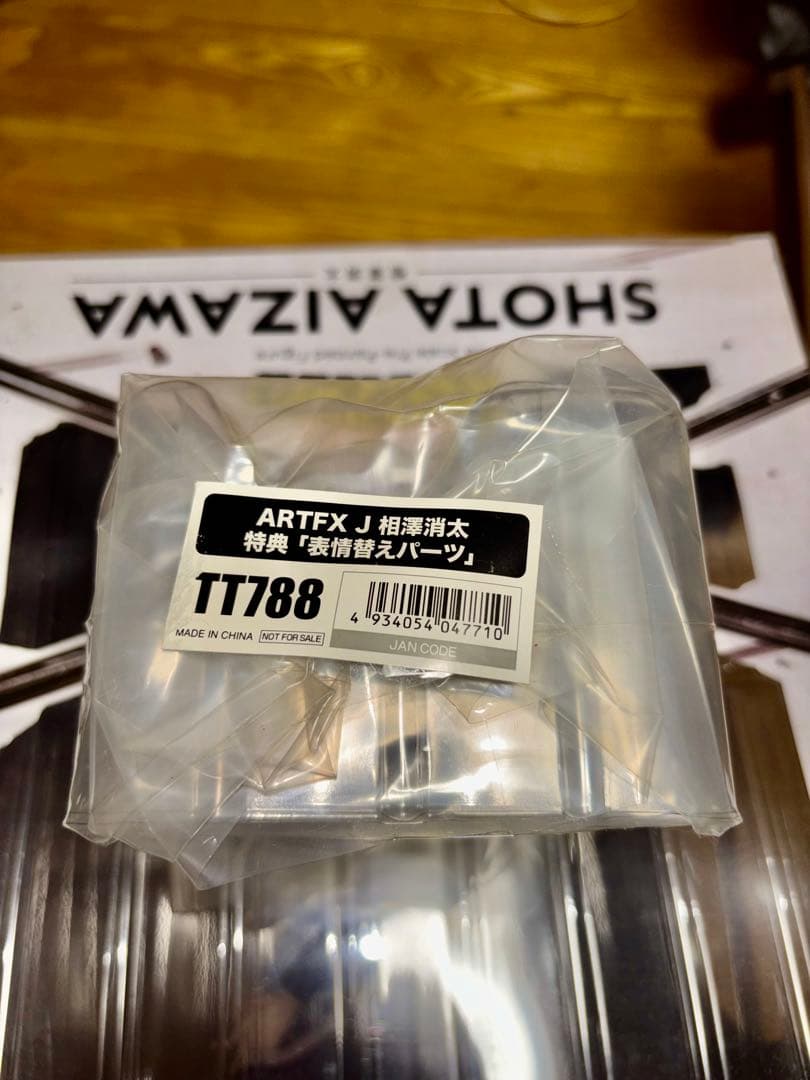 SHOTA AIZAWA
ARTFX J 相澤消太
特典「表情替えパーツ」
TT788
4 934054 047710
MADE IN CHINA NOT FOR SALE
JAN CODE